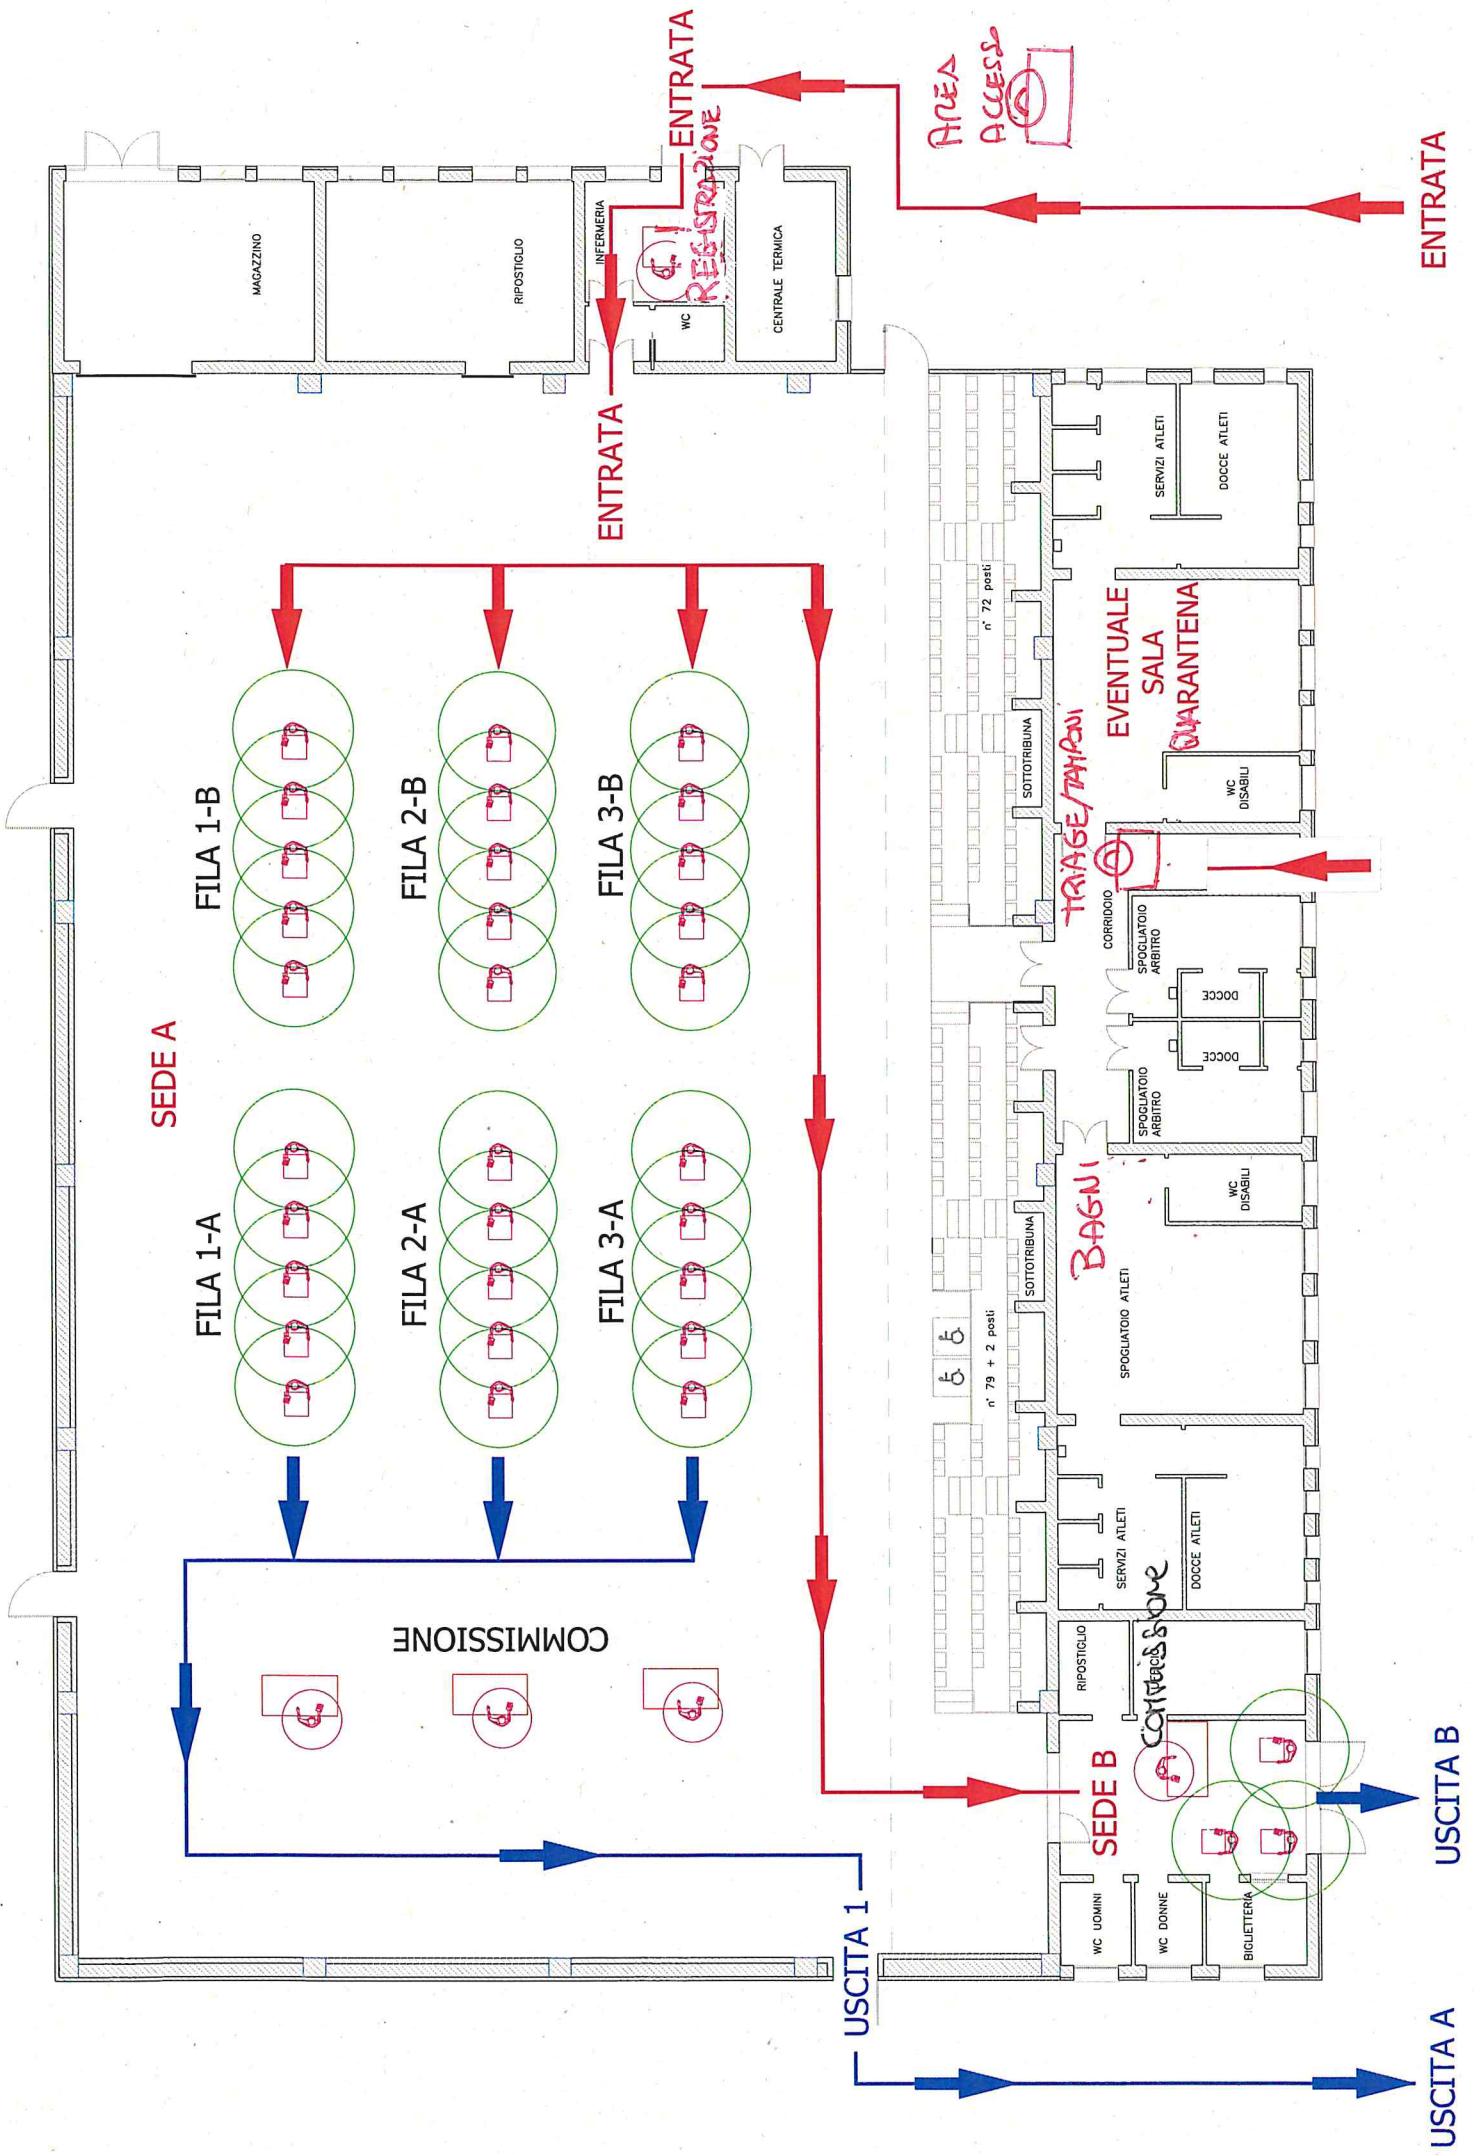 SEDE A
FILA 1-A
FILA 1-B
MAGAZZINO
COMMISSIONE
FILA 2-A
FILA 2-B
RIPOSTIGLIO
INFERMERIA
FILA 3-A
FILA 3-B
ENTRATA
ENTRATA
WC
REGISTRAZIONE
CENTRALE TERMICA
USCITA 1
AREA
ACCESSO
n° 79 + 2 posti
n° 72 posti
SOTTOTRIBUNA
SOTTOTRIBUNA
TRIAGE/TAMPONI
RIPOSTIGLIO
BAGNI
WC UOMINI
SEDE B
CORRIDOIO
EVENTUALE
SALA
QUARANTENA
SERVIZI ATLETI
SPOGLIATOIO ATLETI
SPOGLIATOIO
ARBITRO
SPOGLIATOIO
ARBITRO
COMMISSIONE
WC DONNE
SERVIZI ATLETI
DOCCE ATLETI
DOCCE
DOCCE
DOCCE ATLETI
WC
DISABILI
WC
DISABILI
BIGLIETTERIA
USCITA A
USCITA B
ENTRATA